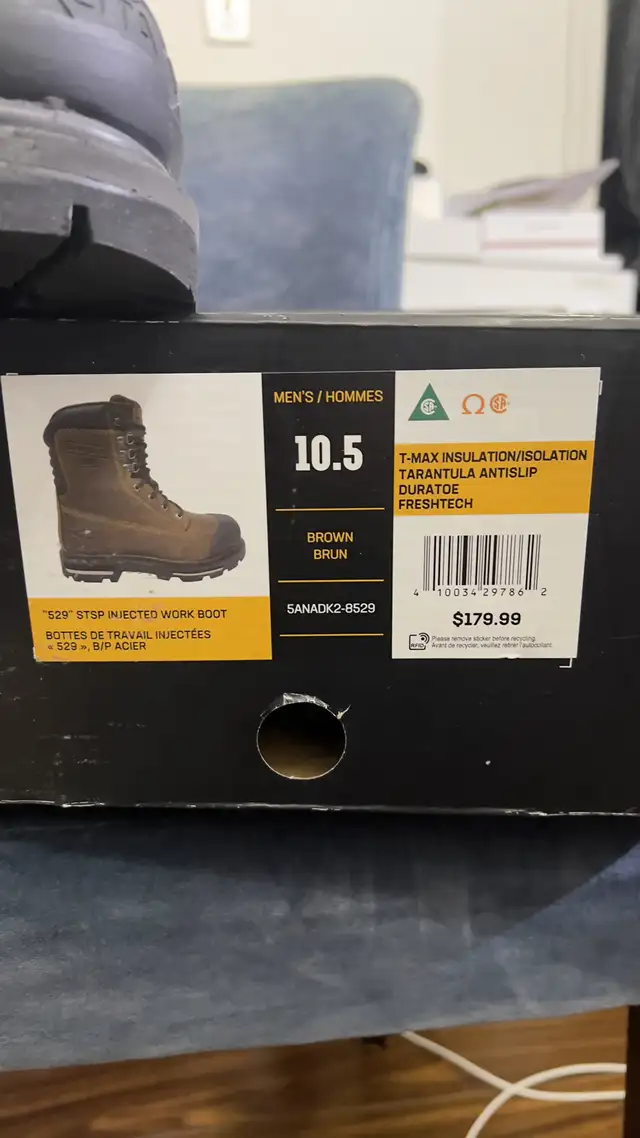 MEN'S / HOMMES
10.5
BROWN
BRUN
5ANADK2-8529
"529" STSP INJECTED WORK BOOT
BOTTES DE TRAVAIL INJECTÉES
« 529 », B/P ACIER
Ω
T-MAX INSULATION/ISOLATION
TARANTULA ANTISLIP
DURATOE
FRESHTECH
4 10034 29786 2
$179.99
RFID
Please remove sticker before recycling.
Avant de recycler, veuillez retirer l'autocollant.